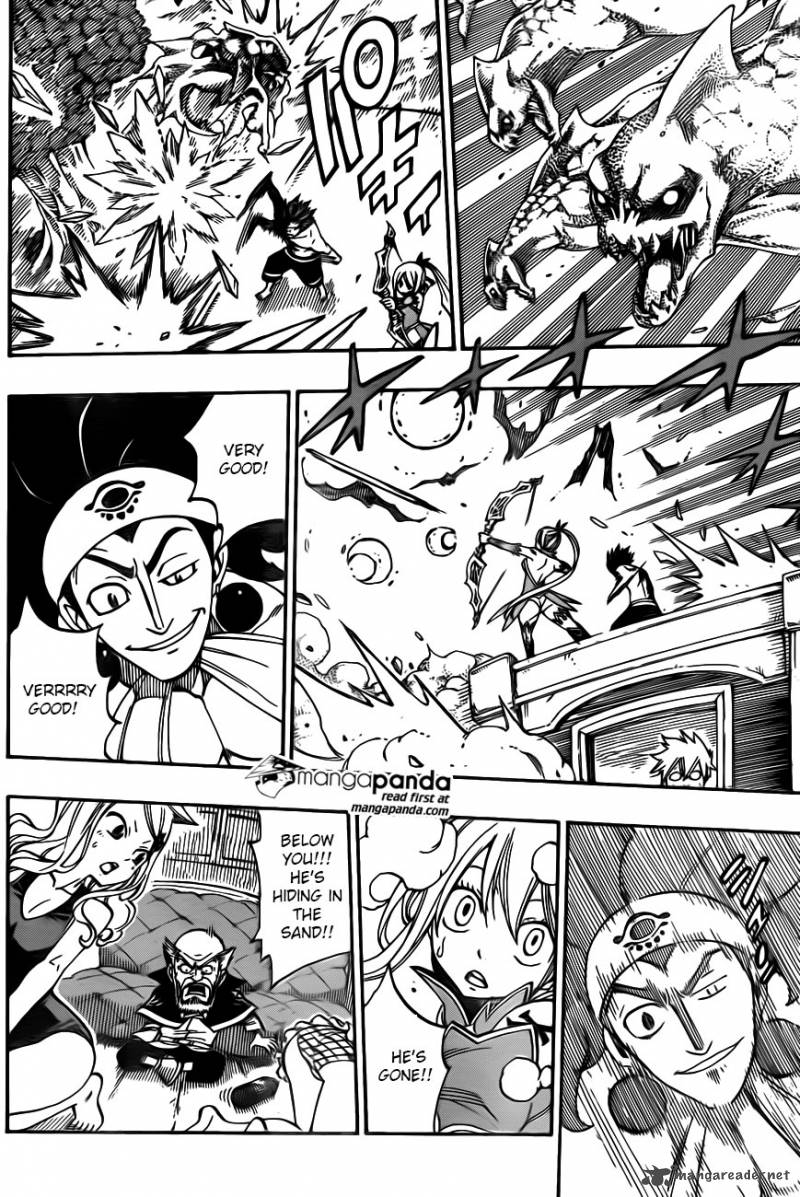 パキィ
VERY
GOOD!
VERRRRY
GOOD!
mangapanda
read first at
mangapanda.com
BELOW
YOU!!!
HE'S
HIDING IN
THE
SAND!!
HE'S
GONE!!
mangareader.net